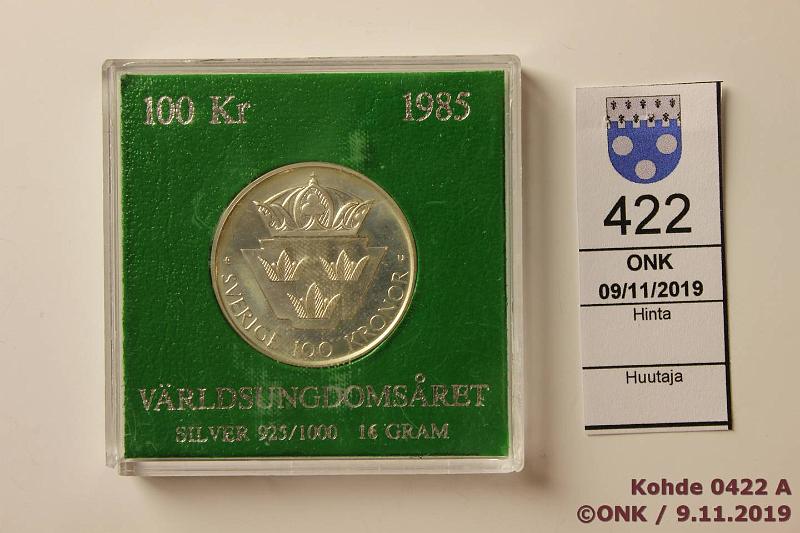 100 Kr 1985
SVERIGE 100 KRONOR
VÄRLDSUNGDOMSÅRET
SILVER 925/1000 16 GRAM
422
ONK
09/11/2019
Hinta
Huutaja
Kohde 0422 A
©ONK / 9.11.2019